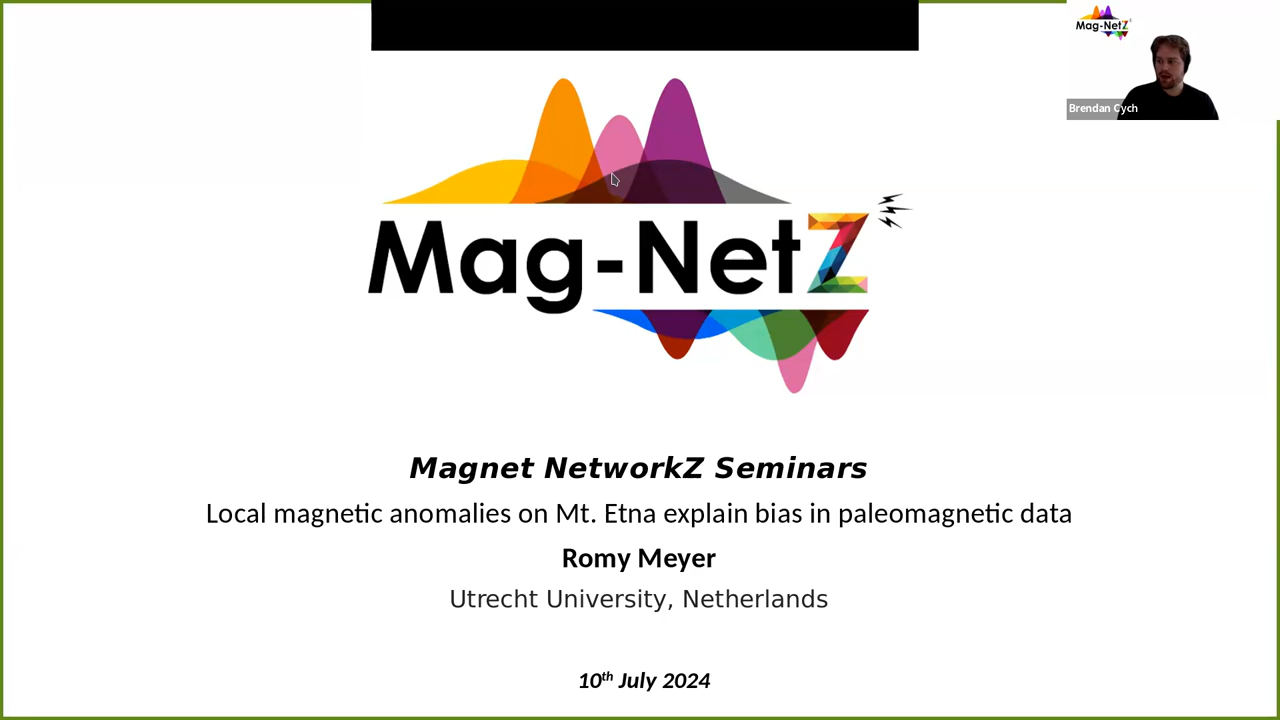 Mag-NetZ
Brendan Cych
Mag-NetZ
Magnet NetworkZ Seminars
Local magnetic anomalies on Mt. Etna explain bias in paleomagnetic data
Romy Meyer
Utrecht University, Netherlands
10th July 2024